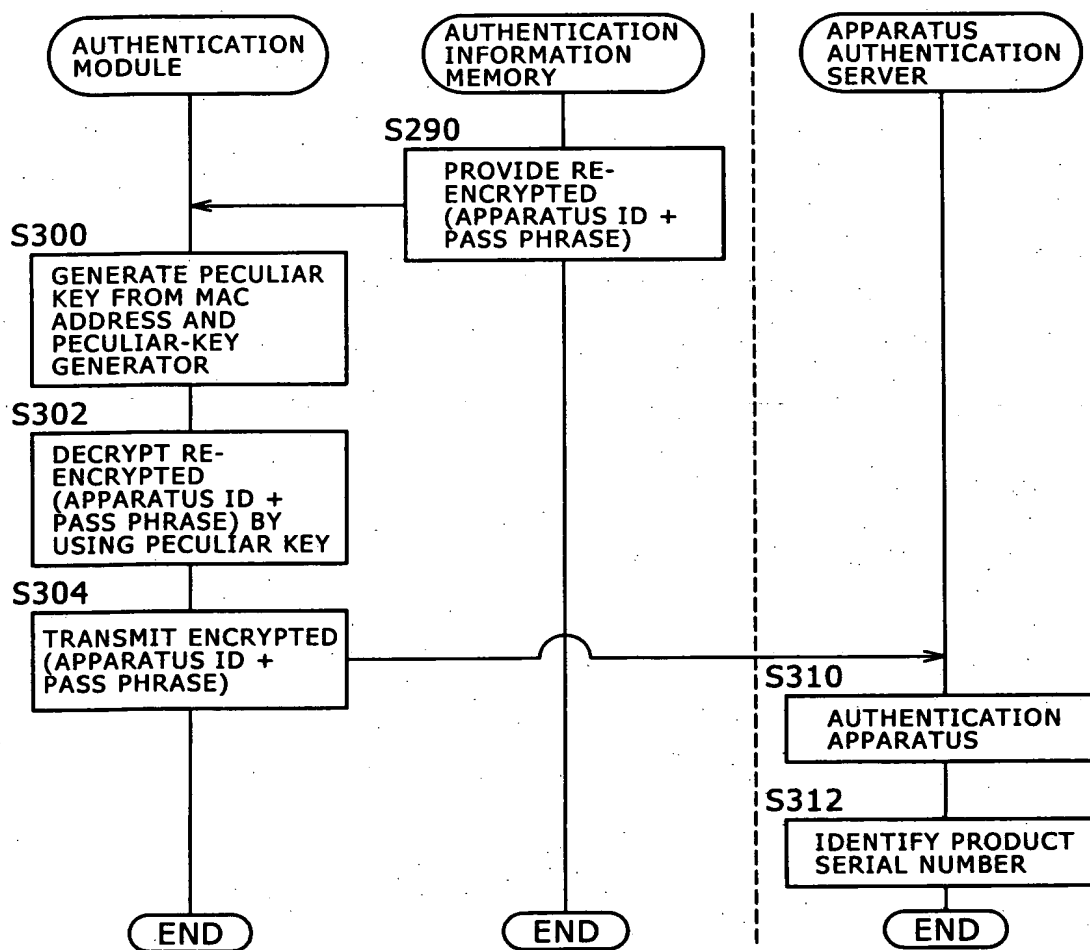 AUTHENTICATION
MODULE
AUTHENTICATION
INFORMATION
MEMORY
APPARATUS
AUTHENTICATION
SERVER
S290
PROVIDE RE-
ENCRYPTED
(APPARATUS ID +
PASS PHRASE)
S300
GENERATE PECULIAR
KEY FROM MAC
ADDRESS AND
PECULIAR-KEY
GENERATOR
S302
DECRYPT RE-
ENCRYPTED
(APPARATUS ID +
PASS PHRASE) BY
USING PECULIAR KEY
S304
TRANSMIT ENCRYPTED
(APPARATUS ID +
PASS PHRASE)
S310
AUTHENTICATION
APPARATUS
S312
IDENTIFY PRODUCT
SERIAL NUMBER
END
END
END